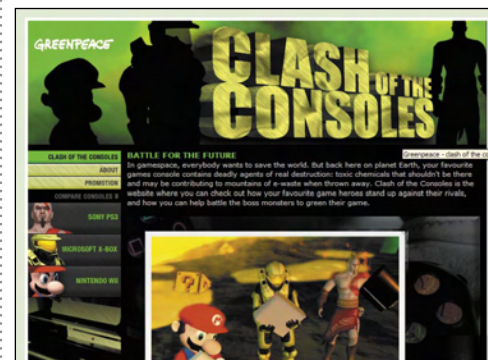 GREENPEACE
CLASH OF THE
CONSOLES
CLASH OF THE CONSOLES
ABOUT
PROMOTION
COMPARE CONSOLES
SONY PS3
MICROSOFT X-BOX
NINTENDO WII
BATTLE FOR THE FUTURE
Greenpeace - clash of the co
In gamespace, everybody wants to save the world. But back here on planet Earth, your favourite
games console contains deadly agents of real destruction: toxic chemicals that shouldn't be there
and may be contributing to mountains of e-waste when thrown away. Clash of the Consoles is the
website where you can check out how your favourite game heroes stand up against their rivals,
and how you can help battle the boss monsters to green their game.